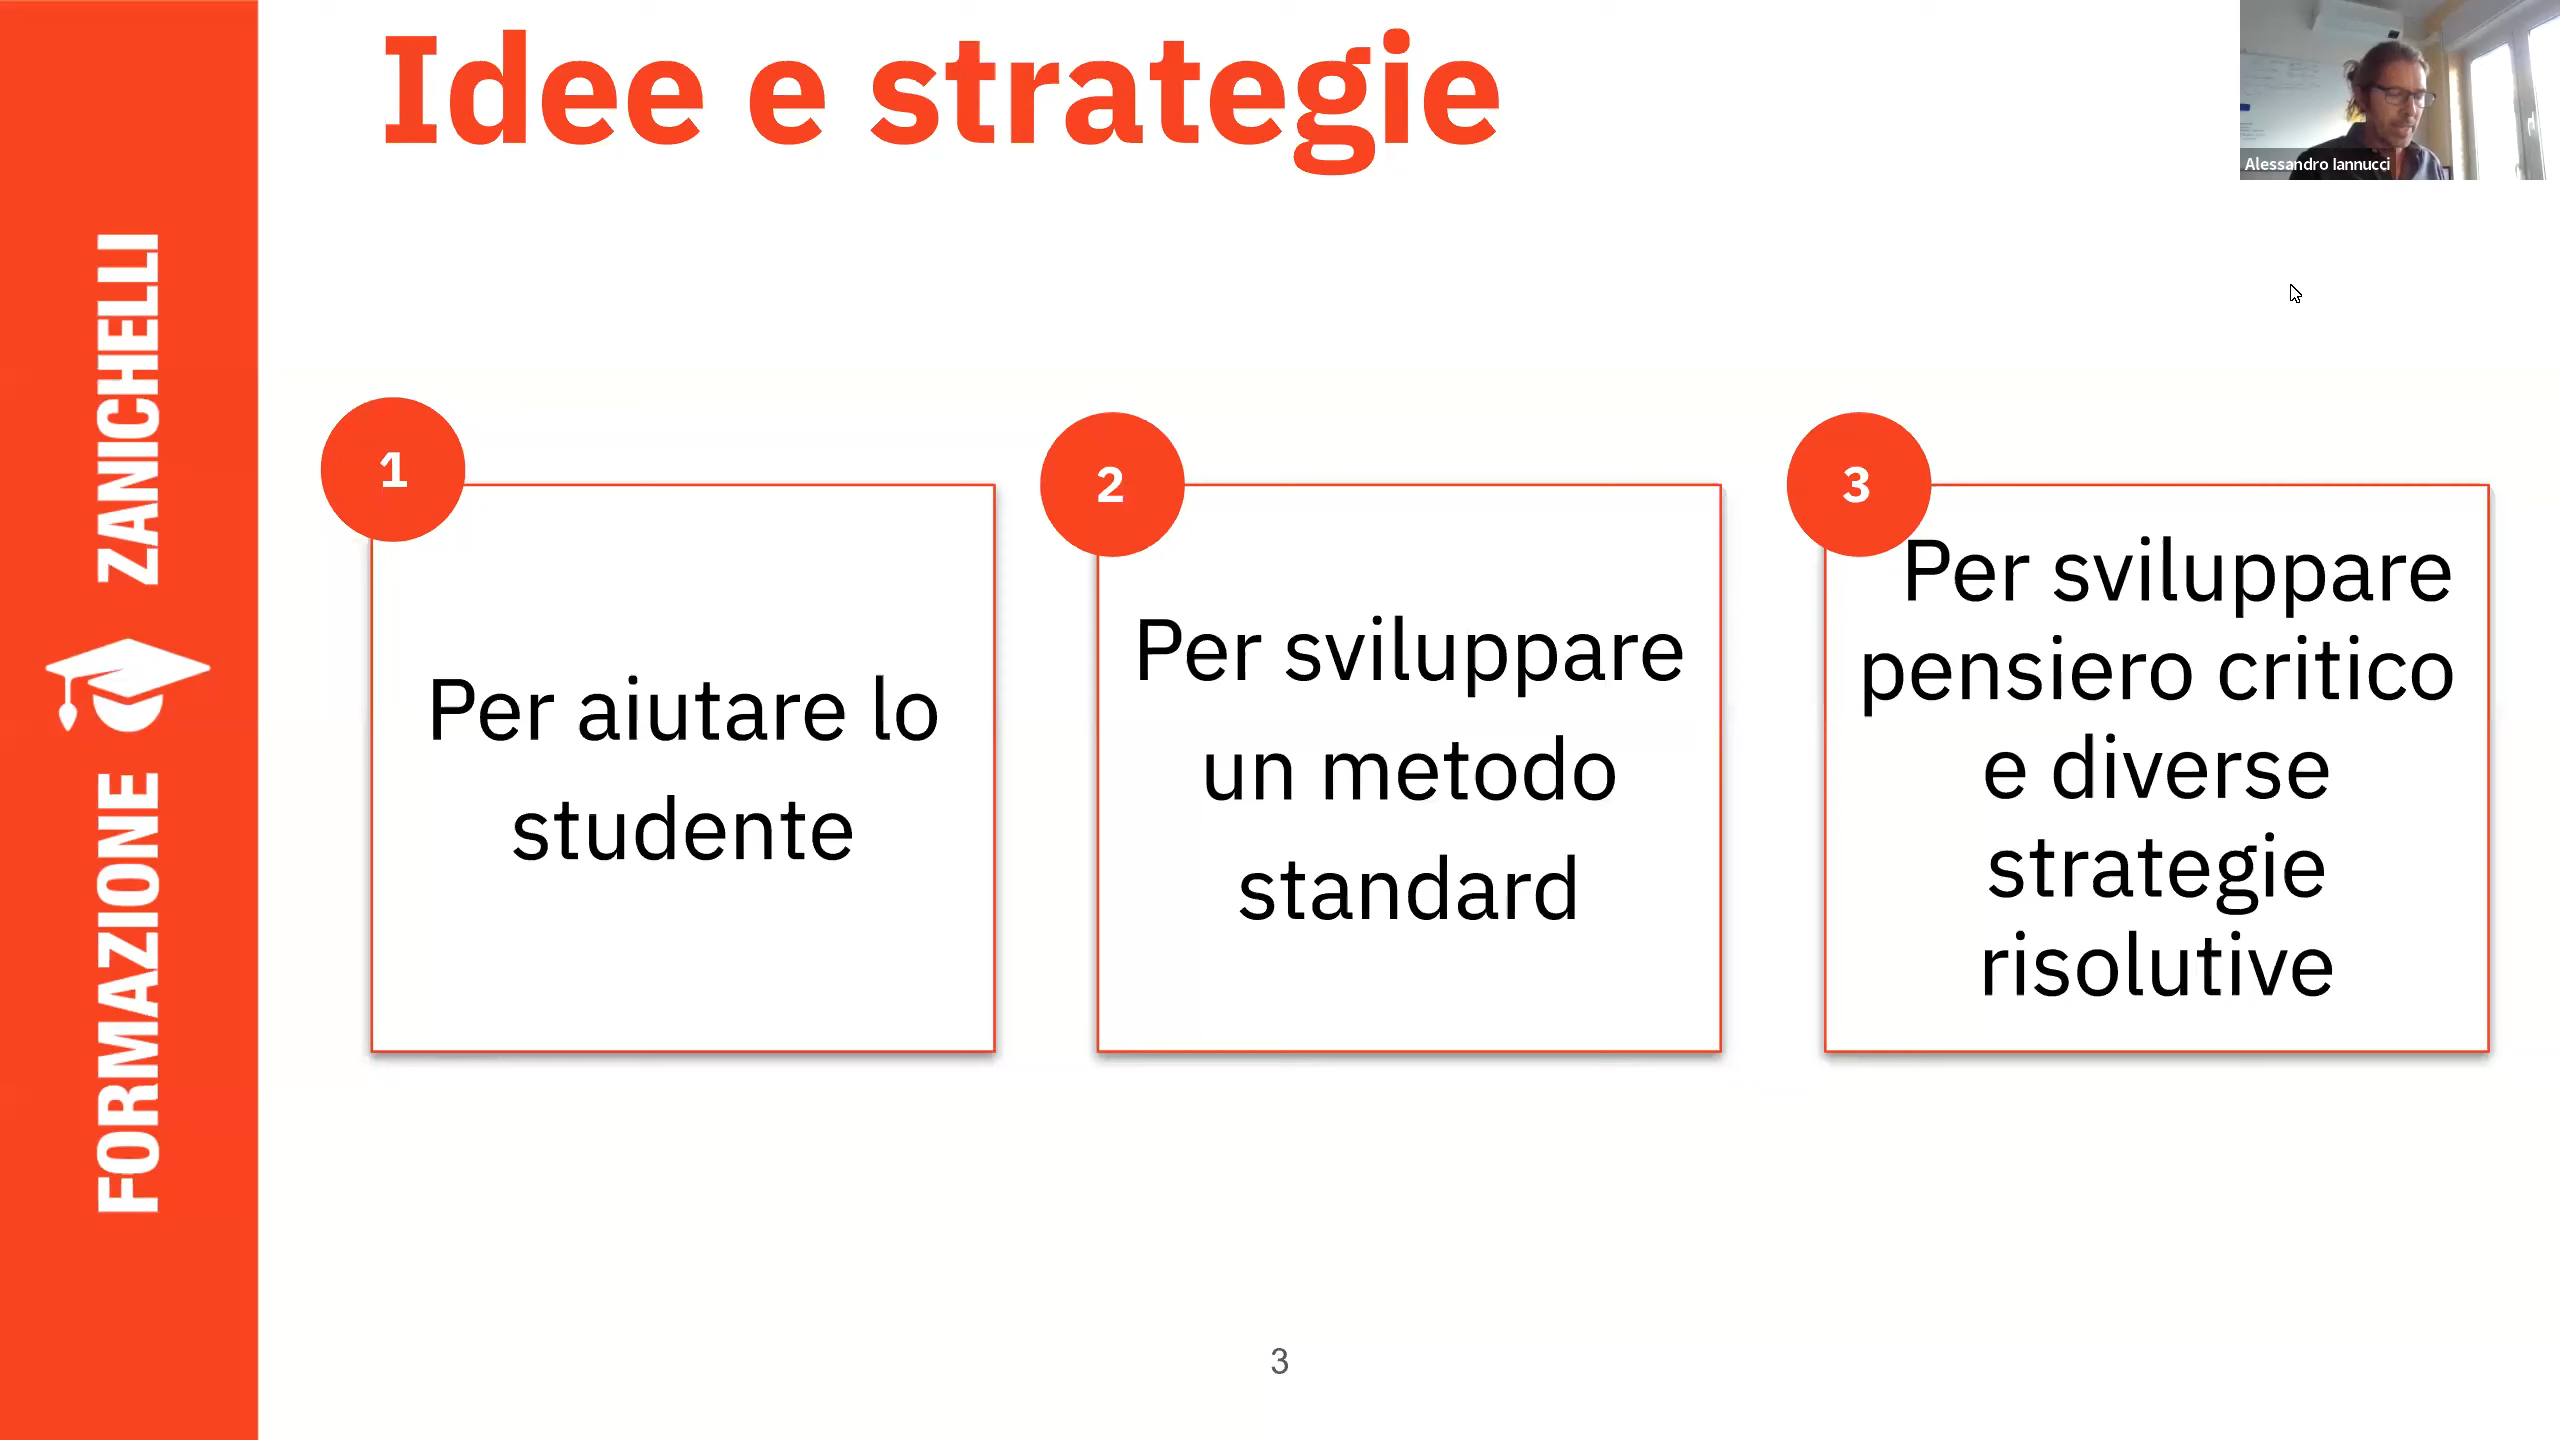 Idee e strategie
Alessandro Iannucci
FORMAZIONE ZANICHELLI
1
Per aiutare lo
studente
2
Per sviluppare
un metodo
standard
3
Per sviluppare
pensiero critico
e diverse
strategie
risolutive
3